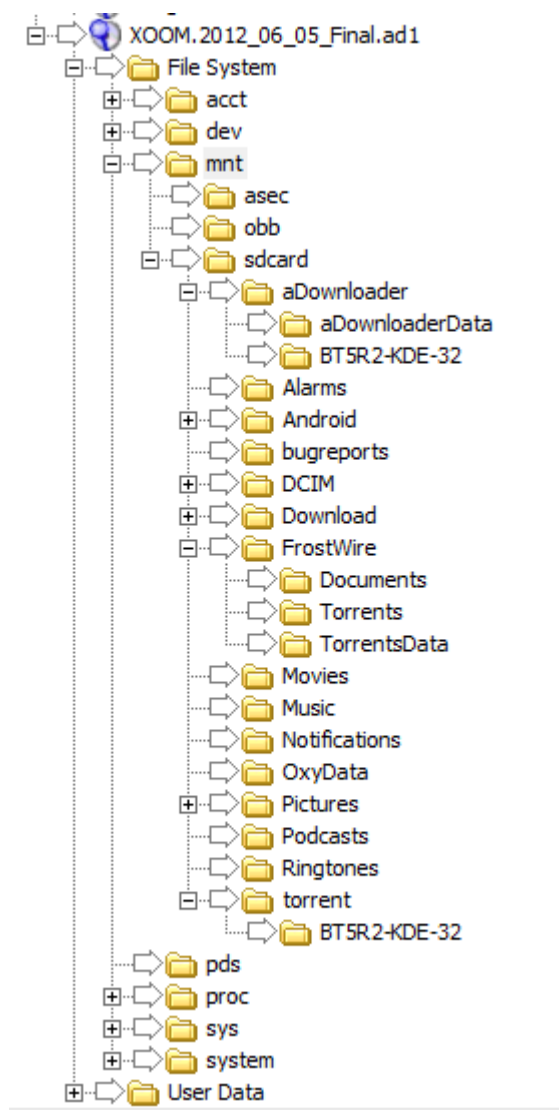 XOOM.2012_06_05_Final.ad1
File System
acct
dev
mnt
asec
obb
sdcard
aDownloader
aDownloaderData
BT5R2-KDE-32
Alarms
Android
bugreports
DCIM
Download
FrostWire
Documents
Torrents
TorrentsData
Movies
Music
Notifications
OxyData
Pictures
Podcasts
Ringtones
torrent
BT5R2-KDE-32
pds
proc
sys
system
User Data